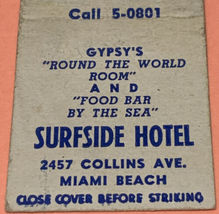 Call 5-0801
GYPSY'S
"ROUND THE WORLD
ROOM"
AND
"FOOD BAR
BY THE SEA"
SURFSIDE HOTEL
2457 COLLINS AVE.
MIAMI BEACH
CLOSE COVER BEFORE STRIKING